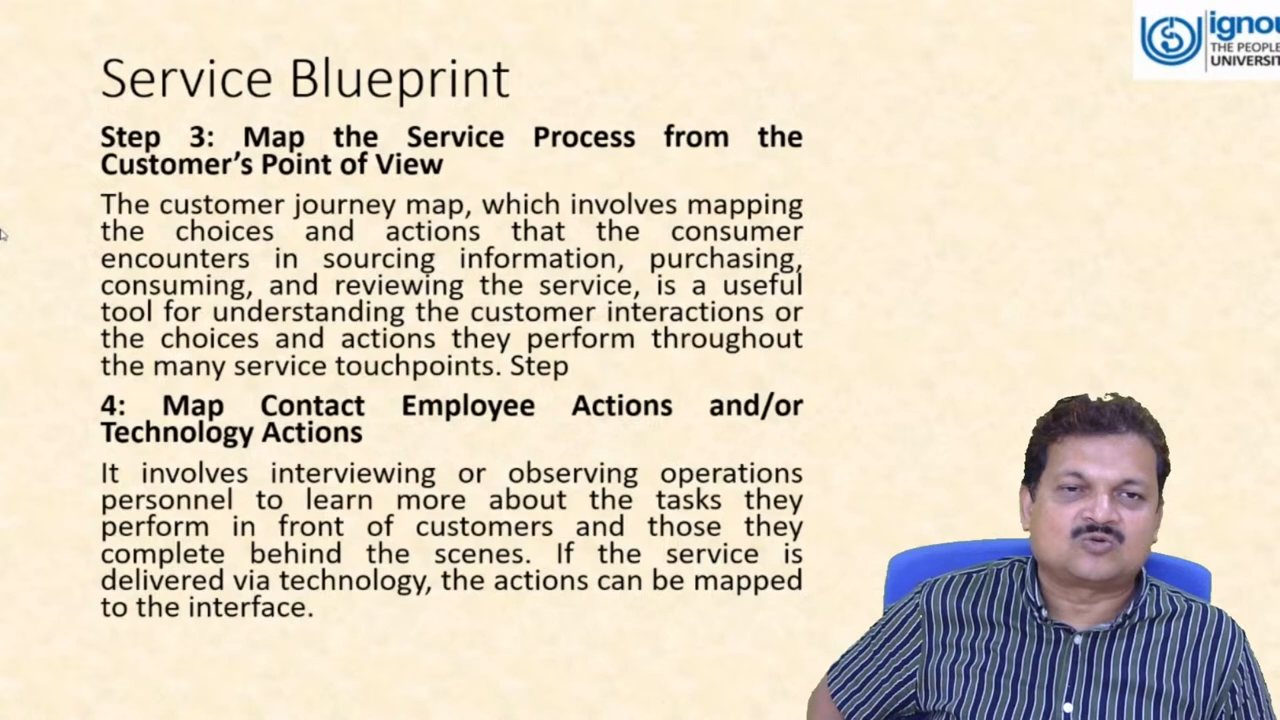 Service Blueprint
Step 3: Map the Service Process from the
Customer's Point of View
The customer journey map, which involves mapping
the choices and actions that the consumer
encounters in sourcing information, purchasing,
consuming, and reviewing the service, is a useful
tool for understanding the customer interactions or
the choices and actions they perform throughout
the many service touchpoints. Step
4: Map Contact Employee Actions and/or
Technology Actions
It involves interviewing or observing operations
personnel to learn more about the tasks they
perform in front of customers and those they
complete behind the scenes. If the service is
delivered via technology, the actions can be mapped
to the interface.
ignou
THE PEOPLE
UNIVERSIT